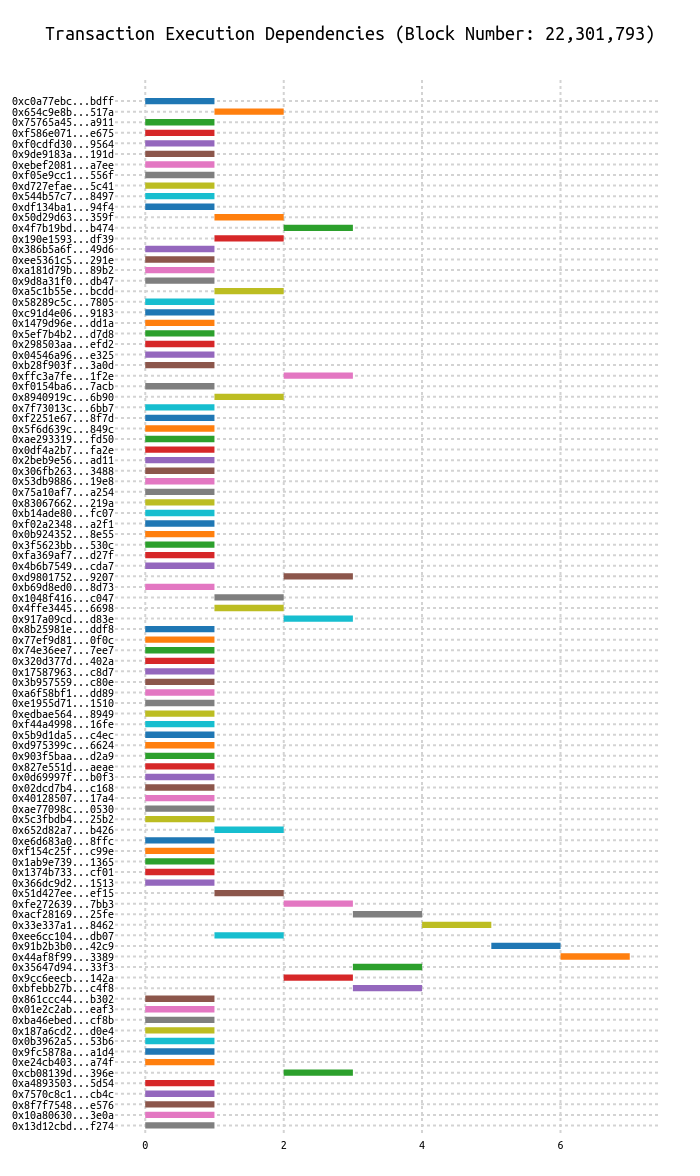 Transaction Execution Dependencies (Block Number: 22,301,793)
0xc0a77ebc...bdff
0x654c9e8b...517a
0x75765a45...a911
0xf586e071...e675
0xf0cdfd30...9564
0x9de9183a...191d
0xebef2081...a7ee
0xf05e9cc1...556f
0xd727efae...5c41
0x544b57c7...8497
0xdf134ba1...94f4
0x50d29d63...359f
0x4f7b19bd...b474
0x190e1593...df39
0x386b5a6f...49d6
0xee5361c5...291e
0xa181d79b...89b2
0x9d8a31f0...db47
0xa5c1b55e...bcdd
0x58289c5c...7805
0xc91d4e06...9183
0x1479d96e...dd1a
0x5ef7b4b2...d7d8
0x298503aa...efd2
0x04546a96...e325
0xb28f903f...3a0d
0xffc3a7fe...1f2e
0xf0154ba6...7acb
0x8940919c...6b90
0x7f73013c...6bb7
0xf2251e67...8f7d
0x5f6d639c...849c
0xae293319...fd50
0x0df4a2b7...fa2e
0x2beb9e56...ad11
0x306fb263...3488
0x53db9886...19e8
0x75a10af7...a254
0x83067662...219a
0xb14ade80...fc07
0xf02a2348...a2f1
0x0b924352...8e55
0x3f5623bb...530c
0xfa369af7...d27f
0x4b6b7549...cda7
0xd9801752...9207
0xb69d8ed0...8d73
0x1048f416...c047
0x4ffe3445...6698
0x917a09cd...d83e
0x8b25981e...ddf8
0x77ef9d81...0f0c
0x74e36ee7...7ee7
0x320d377d...402a
0x17587963...c8d7
0x3b957559...c80e
0xa6f58bf1...dd89
0xe1955d71...1510
0xedbae564...8949
0xf44a4998...16fe
0x5b9d1da5...c4ec
0xd975399c...6624
0x903f5baa...d2a9
0x827e551d...aeae
0x0d69997f...b0f3
0x02dcd7b4...c168
0x40128507...17a4
0xae77098c...0530
0x5c3fbdb4...25b2
0x652d82a7...b426
0xe6d683a0...8ffc
0xf154c25f...c99e
0x1ab9e739...1365
0x1374b733...cf01
0x366dc9d2...1513
0x51d427ee...ef15
0xfe272639...7bb3
0xacf28169...25fe
0x33e337a1...8462
0xee6cc104...db07
0x91b2b3b0...42c9
0x44af8f99...3389
0x35647d94...33f3
0x9cc6eecb...142a
0xbfebb27b...c4f8
0x861ccc44...b302
0x01e2c2ab...eaf3
0xba46ebed...cf8b
0x187a6cd2...d0e4
0x0b3962a5...53b6
0x9fc5878a...a1d4
0xe24cb403...a74f
0xcb08139d...396e
0xa4893503...5d54
0x7570c8c1...cb4c
0x8f7f7548...e576
0x10a80630...3e0a
0x13d12cbd...f274
0 2 4 6